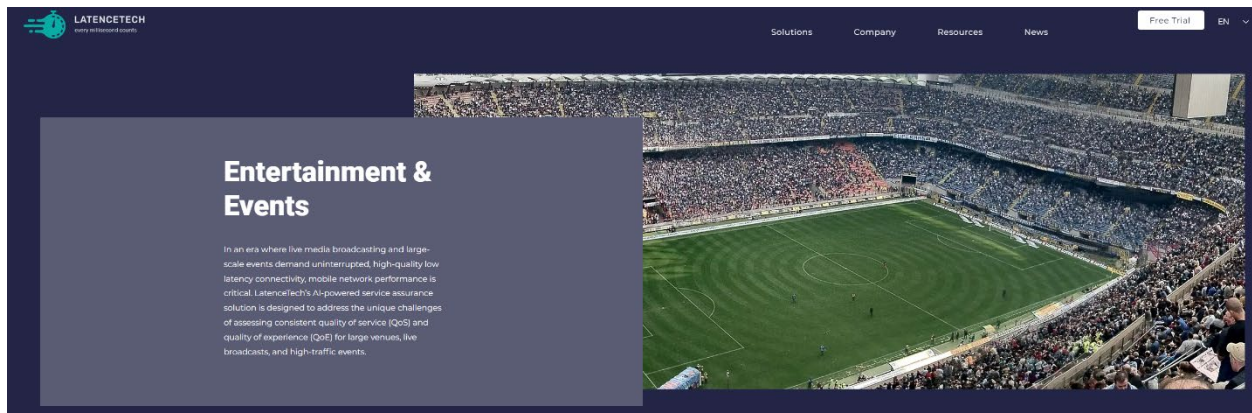 LATENCETECH
every millisecond counts
Solutions
Company
Resources
News
Free Trial
EN
Entertainment &
Events
In an era where live media broadcasting and large-
scale events demand uninterrupted, high-quality low
latency connectivity, mobile network performance is
critical. LatenceTech's AI-powered service assurance
solution is designed to address the unique challenges
of assessing consistent quality of service (QoS) and
quality of experience (QoE) for large venues, live
broadcasts, and high-traffic events.